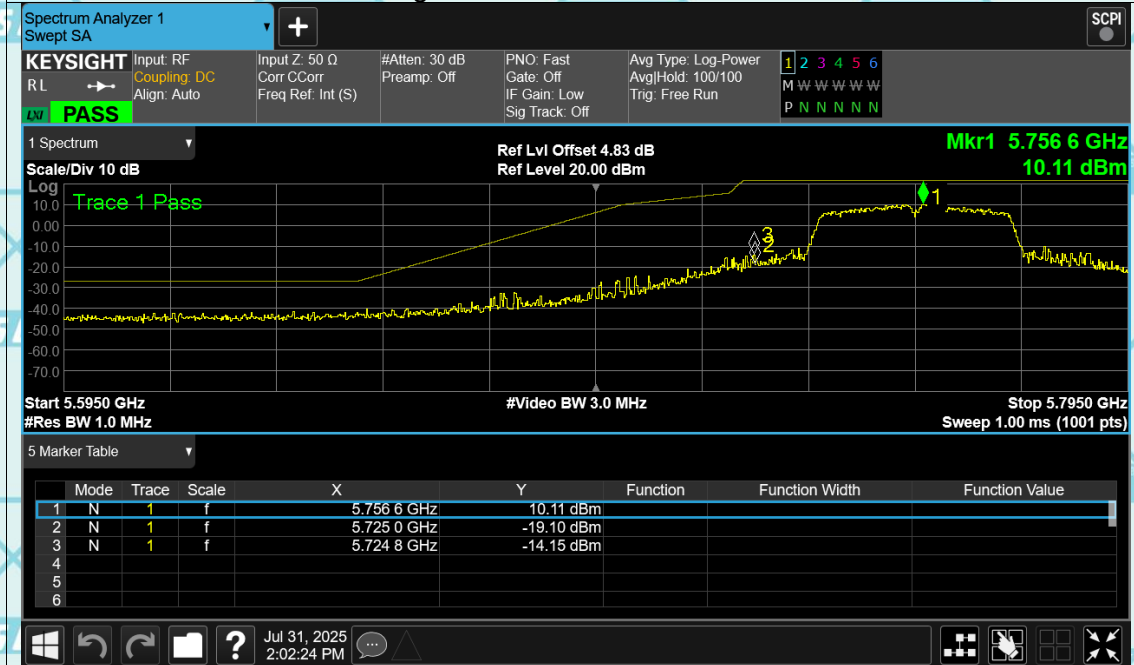 Spectrum Analyzer 1
Swept SA
+
SCPI
KEYSIGHT
R L
LXI PASS
Input: RF
Coupling: DC
Align: Auto
Input Z: 50 Ω
Corr CCorr
Freq Ref: Int (S)
#Atten: 30 dB
Preamp: Off
PNO: Fast
Gate: Off
IF Gain: Low
Sig Track: Off
Avg Type: Log-Power
Avg|Hold: 100/100
Trig: Free Run
1 2 3 4 5 6
M W W W W W
P N N N N N
1 Spectrum
Scale/Div 10 dB
Ref Lvl Offset 4.83 dB
Ref Level 20.00 dBm
Mkr1 5.756 6 GHz
10.11 dBm
Log
Trace 1 Pass
10.0
0.00
-10.0
-20.0
-30.0
-40.0
-50.0
-60.0
-70.0
1
3
2
Start 5.5950 GHz
#Res BW 1.0 MHz
#Video BW 3.0 MHz
Stop 5.7950 GHz
Sweep 1.00 ms (1001 pts)
5 Marker Table
Mode Trace Scale X Y Function Function Width Function Value
1 N 1 f 5.756 6 GHz 10.11 dBm
2 N 1 f 5.725 0 GHz -19.10 dBm
3 N 1 f 5.724 8 GHz -14.15 dBm
4
5
6
?
Jul 31, 2025
2:02:24 PM